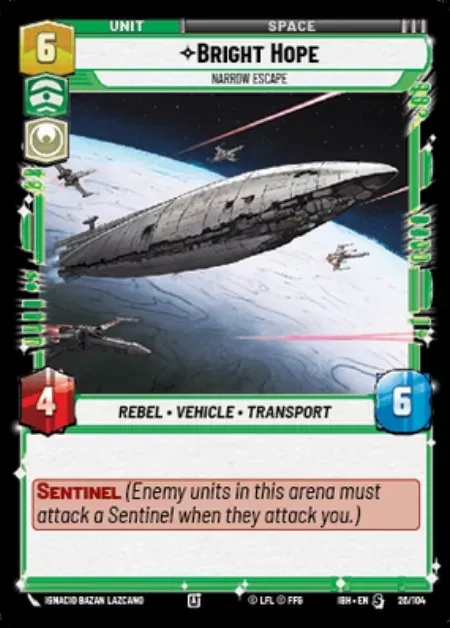 UNIT
SPACE
6
BRIGHT HOPE
NARROW ESCAPE
4
REBEL • VEHICLE • TRANSPORT
6
SENTINEL (Enemy units in this arena must
attack a Sentinel when they attack you.)
IGNACIO BAZAN LAZCANO
A
© LFL © FFG
IBH • EN
26/104